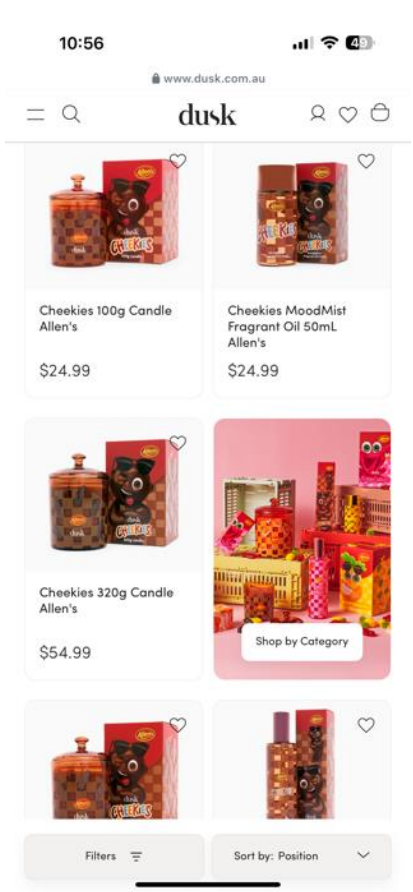 10:56
49
www.dusk.com.au
dusk
Allen's
dusk
CHEEKIES
Allen's
dusk
CHEEKIES
Cheekies 100g Candle
Allen's
$24.99
Cheekies MoodMist
Fragrant Oil 50mL
Allen's
$24.99
Allen's
dusk
CHEEKIES
Cheekies 320g Candle
Allen's
$54.99
Shop by Category
Allen's
dusk
CHEEKIES
Filters
Sort by: Position